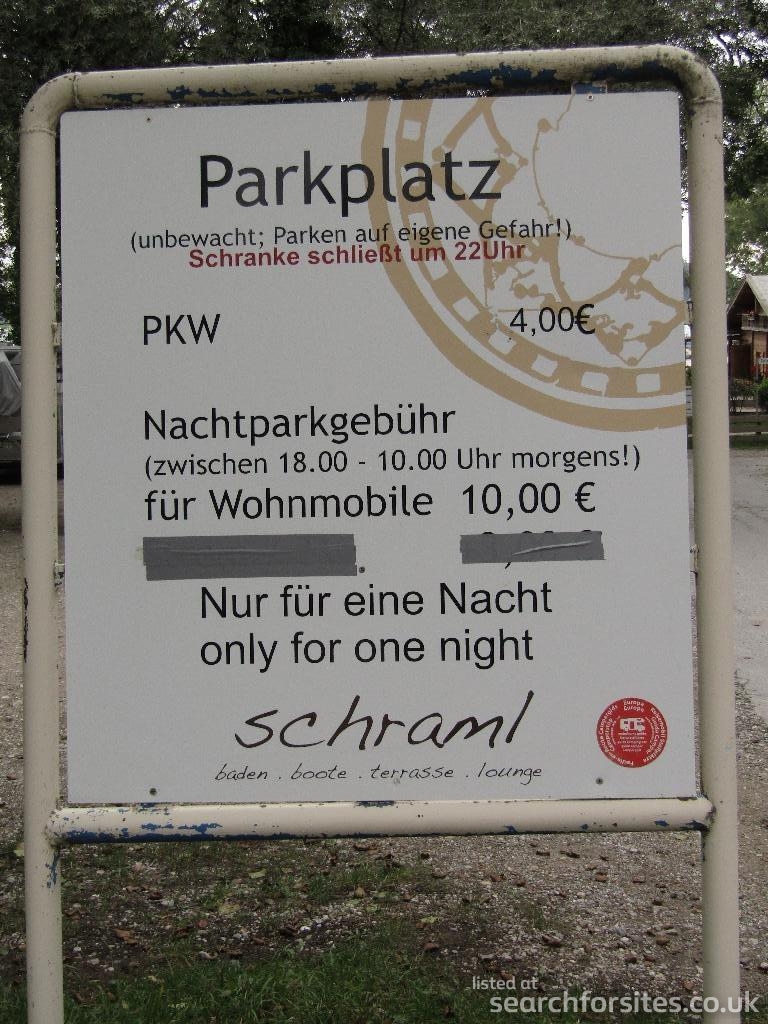 Parkplatz
(unbewacht; Parken auf eigene Gefahr!)
Schranke schließt um 22Uhr
PKW 4,00€
Nachtparkgebühr
(zwischen 18.00 - 10.00 Uhr morgens!)
für Wohnmobile 10,00 €
Nur für eine Nacht
only for one night
schraml
baden . boote . terrasse . lounge
Europa
Europe
listed at
searchforsites.co.uk